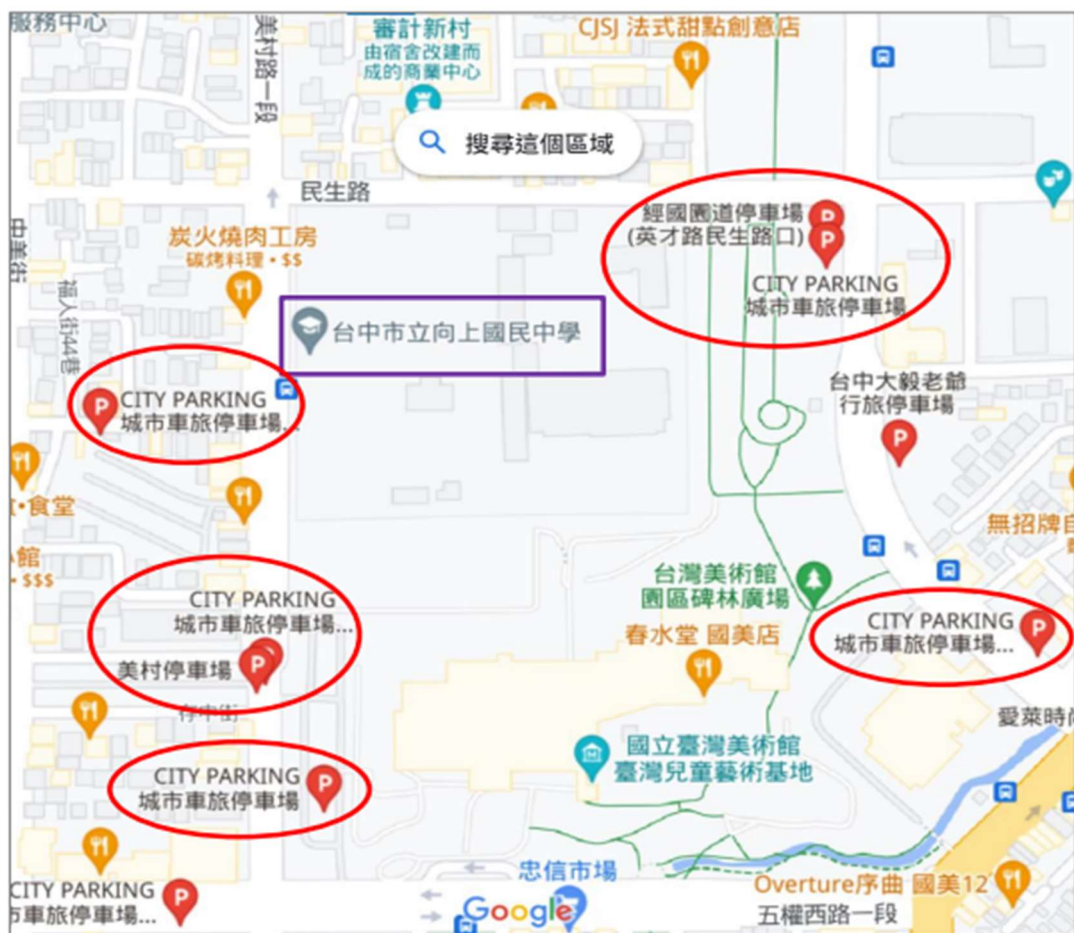 服務中心
美村路一段
審計新村
由宿舍改建而
成的商業中心
CJSJ 法式甜點創意店
搜尋這個區域
民生路
中美街
福人街44巷
炭火燒肉工房
碳烤料理·$$
經國園道停車場
(英才路民生路口)
CITY PARKING
城市車旅停車場
台中市立向上國民中學
CITY PARKING
城市車旅停車場...
台中大毅老爺
行旅停車場
·食堂
館
·$$$
無招牌自
台灣美術館
園區碑林廣場
CITY PARKING
城市車旅停車場...
美村停車場
存中街
春水堂 國美店
CITY PARKING
城市車旅停車場...
愛萊時尚
國立臺灣美術館
臺灣兒童藝術基地
CITY PARKING
城市車旅停車場
忠信市場
CITY PARKING
市車旅停車場...
Google
Overture序曲 國美12
五權西路一段